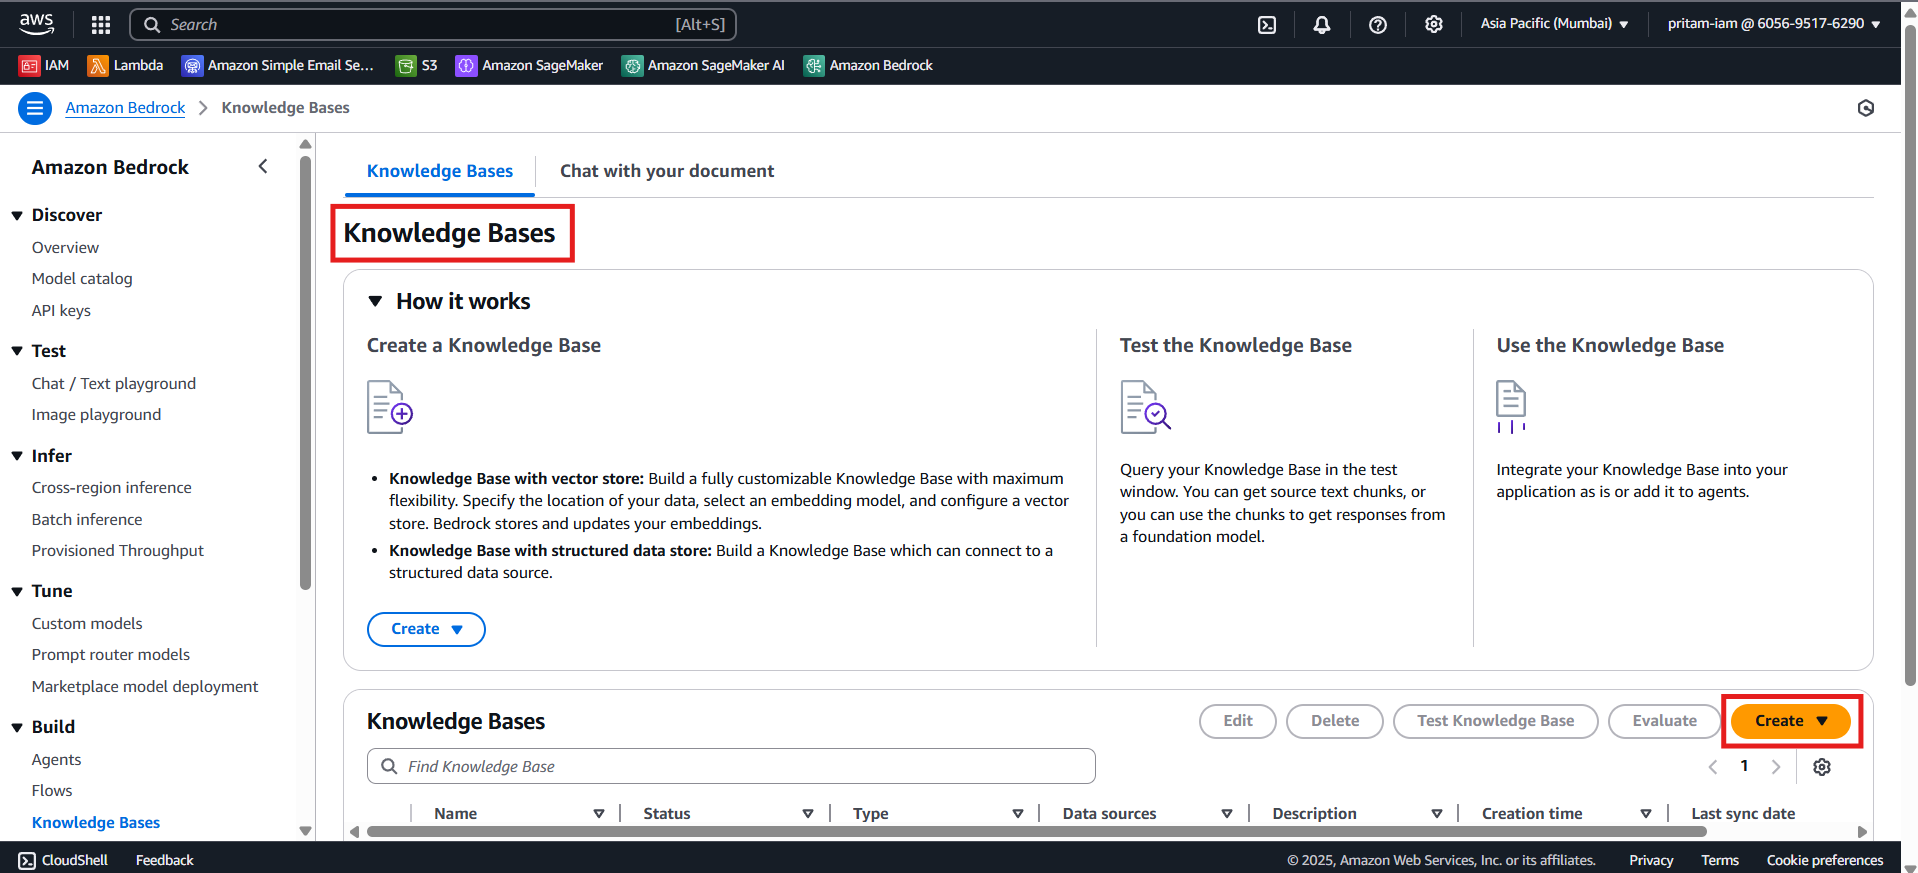 aws
Search
[Alt+S]
Asia Pacific (Mumbai)
pritam-iam @ 6056-9517-6290
IAM
Lambda
Amazon Simple Email Se...
S3
Amazon SageMaker
Amazon SageMaker AI
Amazon Bedrock
Amazon Bedrock
Knowledge Bases
Amazon Bedrock
Discover
Overview
Model catalog
API keys
Test
Chat / Text playground
Image playground
Infer
Cross-region inference
Batch inference
Provisioned Throughput
Tune
Custom models
Prompt router models
Marketplace model deployment
Build
Agents
Flows
Knowledge Bases
Knowledge Bases
Chat with your document
Knowledge Bases
How it works
Create a Knowledge Base
Knowledge Base with vector store: Build a fully customizable Knowledge Base with maximum
flexibility. Specify the location of your data, select an embedding model, and configure a vector
store. Bedrock stores and updates your embeddings.
Knowledge Base with structured data store: Build a Knowledge Base which can connect to a
structured data source.
Create
Test the Knowledge Base
Query your Knowledge Base in the test
window. You can get source text chunks, or
you can use the chunks to get responses from
a foundation model.
Use the Knowledge Base
Integrate your Knowledge Base into your
application as is or add it to agents.
Knowledge Bases
Edit
Delete
Test Knowledge Base
Evaluate
Create
Find Knowledge Base
1
Name
Status
Type
Data sources
Description
Creation time
Last sync date
CloudShell
Feedback
© 2025, Amazon Web Services, Inc. or its affiliates.
Privacy
Terms
Cookie preferences